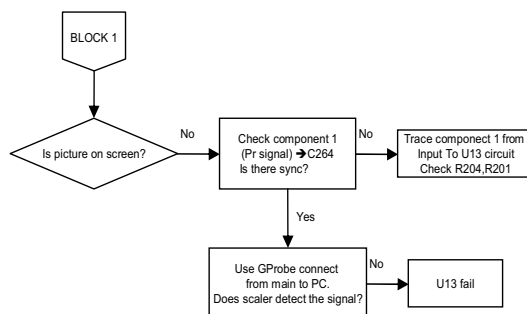 BLOCK 1
Is picture on screen?
No
Check component 1
(Pr signal) ➔C264
Is there sync?
No
Trace component 1 from
Input To U13 circuit
Check R204,R201
Yes
Use GProbe connect
from main to PC.
Does scaler detect the signal?
No
U13 fail